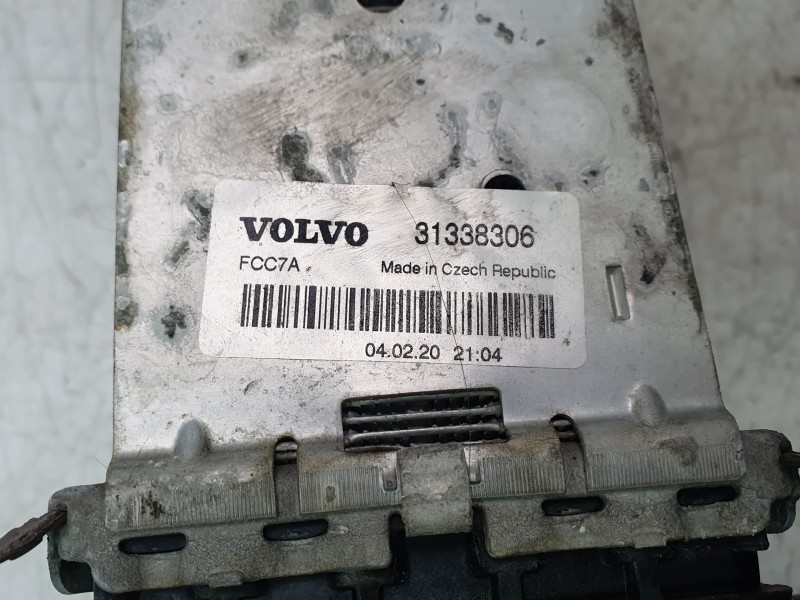 VOLVO 31338306
FCC7A Made in Czech Republic
04.02.20 21:04